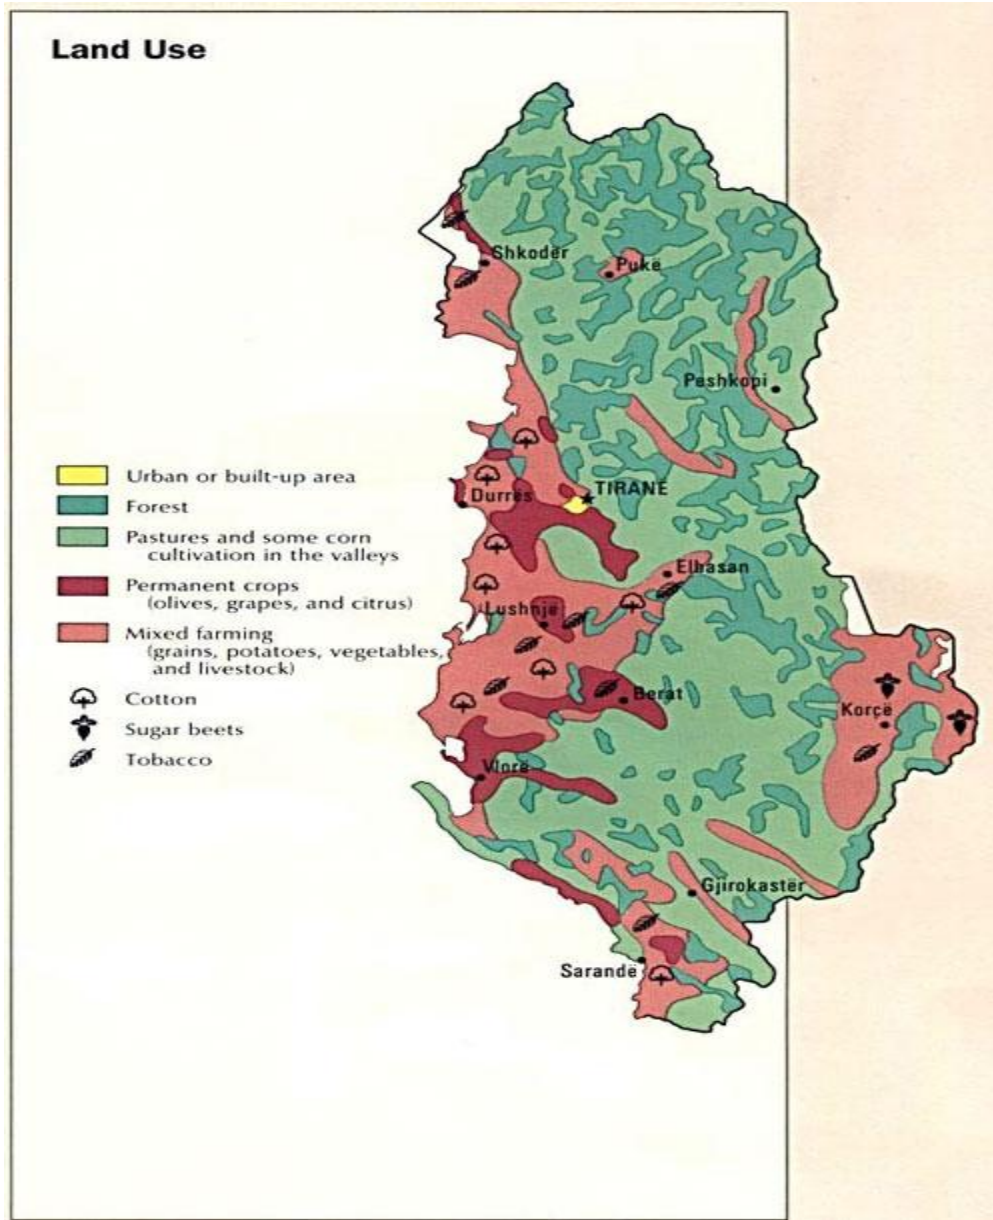 Land Use
Shkodër
Pukë
Peshkopi
Urban or built-up area
Forest
Pastures and some corn
cultivation in the valleys
Permanent crops
(olives, grapes, and citrus)
Mixed farming
(grains, potatoes, vegetables,
and livestock)
Cotton
Sugar beets
Tobacco
TIRANË
Durrës
Elbasan
Lushnje
Berat
Korçë
Vlorë
Gjirokastër
Sarandë